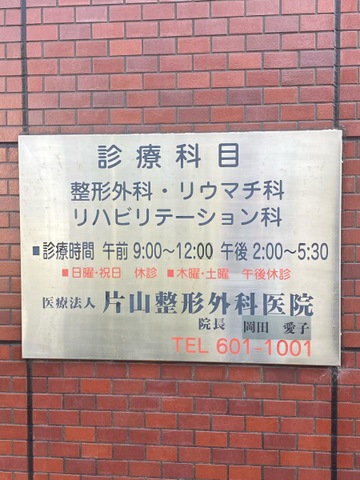 診療科目
整形外科・リウマチ科
リハビリテーション科
■診療時間 午前 9:00〜12:00 午後 2:00〜5:30
■日曜・祝日 休診 ■木曜・土曜 午後休診
医療法人 片山整形外科医院
院長 岡田 愛子
TEL 601-1001